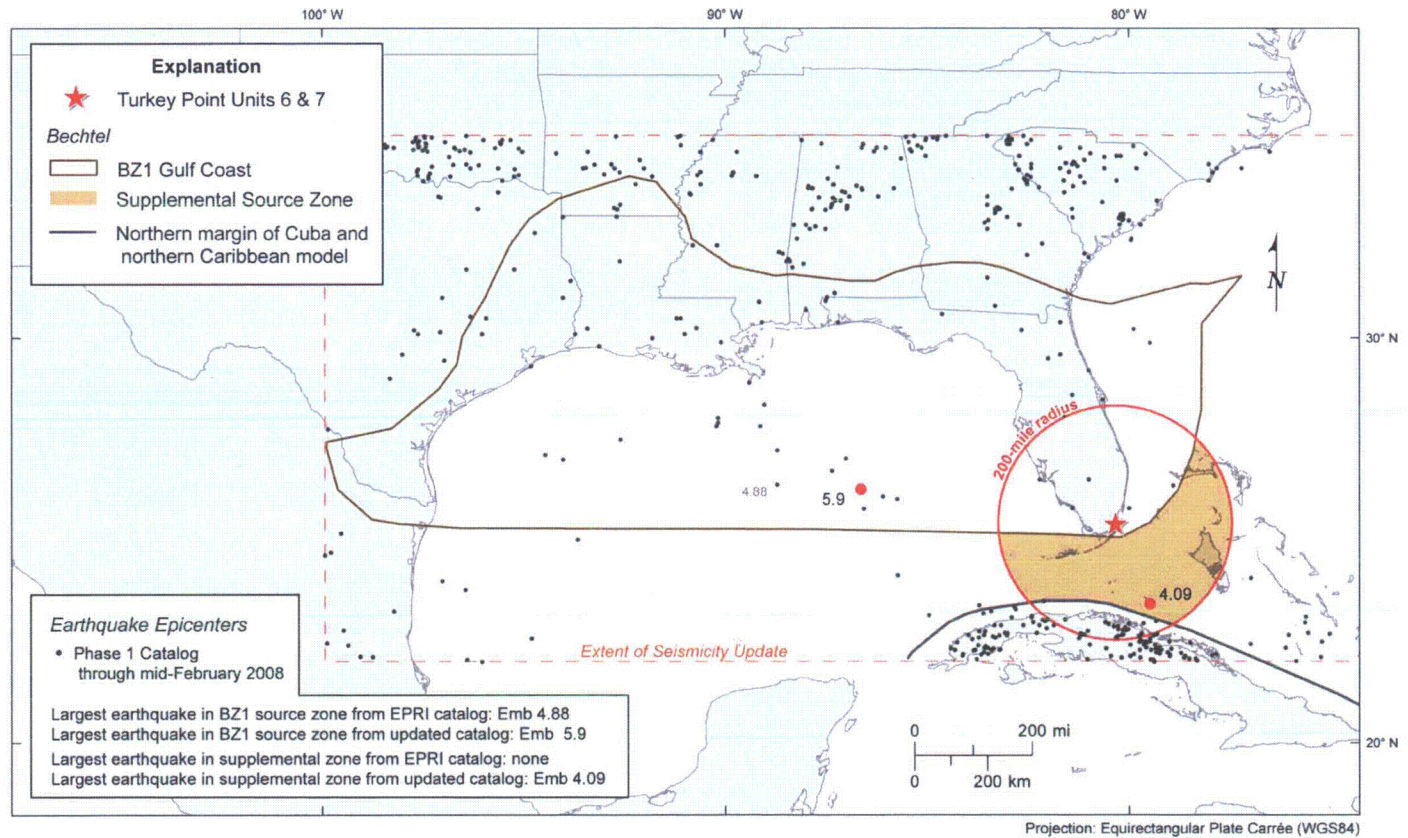 100° W
90° W
80° W
Explanation
Turkey Point Units 6 & 7
Bechtel
BZ1 Gulf Coast
Supplemental Source Zone
Northern margin of Cuba and
northern Caribbean model
N
30° N
200-mile radius
4.88
5.9
4.09
Earthquake Epicenters
• Phase 1 Catalog
through mid-February 2008
Extent of Seismicity Update
Largest earthquake in BZ1 source zone from EPRI catalog: Emb 4.88
Largest earthquake in BZ1 source zone from updated catalog: Emb 5.9
Largest earthquake in supplemental zone from EPRI catalog: none
Largest earthquake in supplemental zone from updated catalog: Emb 4.09
0 200 mi
0 200 km
20° N
Projection: Equirectangular Plate Carrée (WGS84)